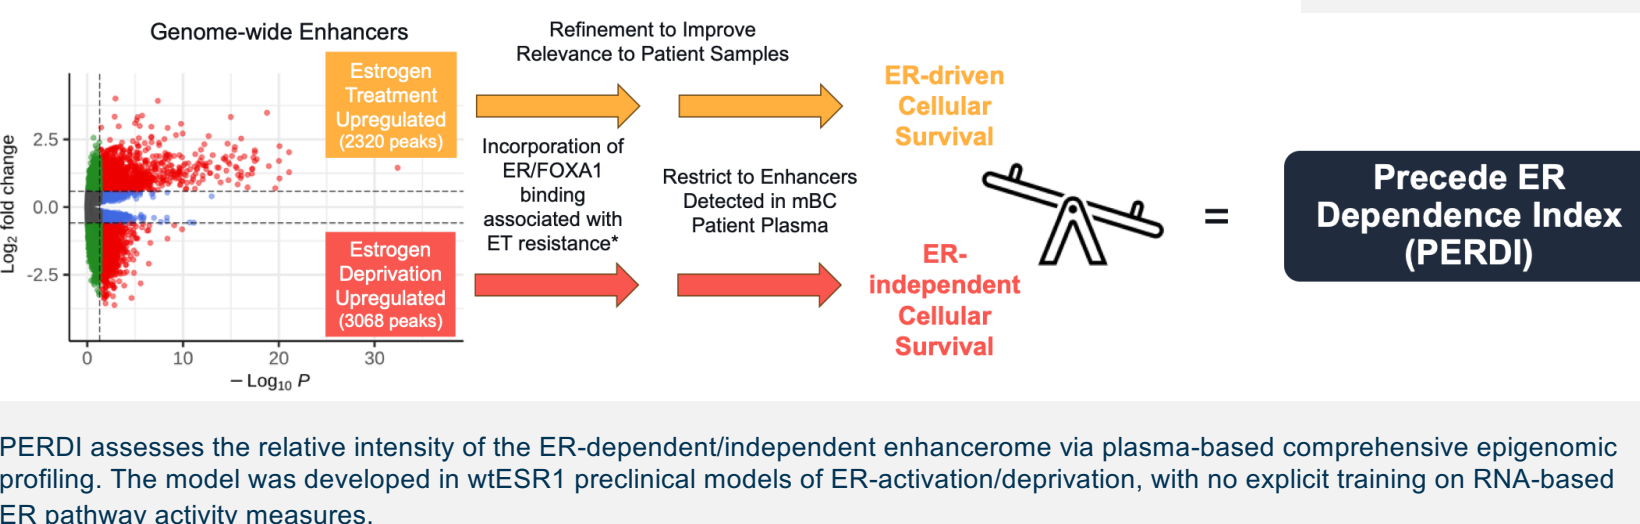 Genome-wide Enhancers
Refinement to Improve
Relevance to Patient Samples
Log₂ fold change
2.5
0.0
-2.5
0
10
20
30
– Log₁₀ P
Estrogen
Treatment
Upregulated
(2320 peaks)
Estrogen
Deprivation
Upregulated
(3068 peaks)
Incorporation of
ER/FOXA1
binding
associated with
ET resistance*
Restrict to Enhancers
Detected in mBC
Patient Plasma
ER-driven
Cellular
Survival
ER-
independent
Cellular
Survival
=
Precede ER
Dependence Index
(PERDI)
PERDI assesses the relative intensity of the ER-dependent/independent enhancerome via plasma-based comprehensive epigenomic
profiling. The model was developed in wtESR1 preclinical models of ER-activation/deprivation, with no explicit training on RNA-based
ER pathway activity measures.